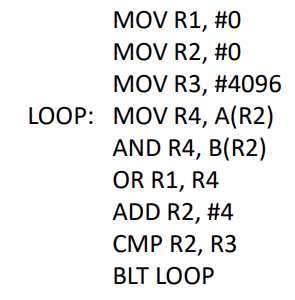 MOV R1, #0
MOV R2, #0
MOV R3, #4096
LOOP: MOV R4, A(R2)
AND R4, B(R2)
OR R1, R4
ADD R2, #4
CMP R2, R3
BLT LOOP